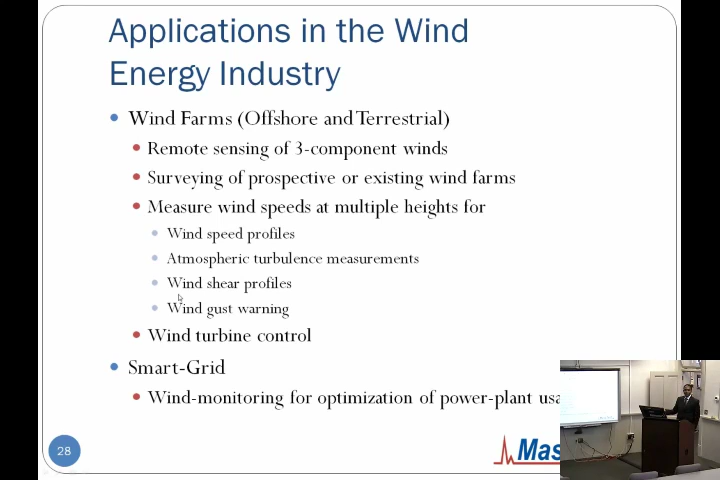 Applications in the Wind
Energy Industry
Wind Farms (Offshore and Terrestrial)
Remote sensing of 3-component winds
Surveying of prospective or existing wind farms
Measure wind speeds at multiple heights for
Wind speed profiles
Atmospheric turbulence measurements
Wind shear profiles
Wind gust warning
Wind turbine control
Smart-Grid
Wind-monitoring for optimization of power-plant
28